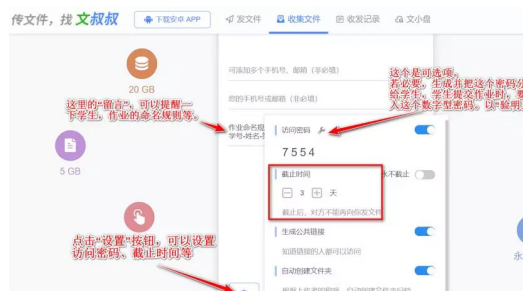 传文件，找 文叔叔
下载安卓 APP
发文件
收集文件
收发记录
文小盘
可添加多个手机号、邮箱（非必填）
20 GB
您的手机号或邮箱（非必填）
这个是可选项。
若必要，生成并把这个密码分
给学生，学生提交作业时，要
入这个数字型密码。以“验明
这里的“留言”，可以提醒一
下学生，作业的命名规则等。
作业命名规
学号-姓名-
访问密码
7554
5 GB
截止时间
永不截止
3 天
截止后，对方不能再向你发文件
生成公共链接
知道链接的人都可以访问
点击“设置”按钮，可以设置
访问密码、截止时间等
自动创建文件夹
永